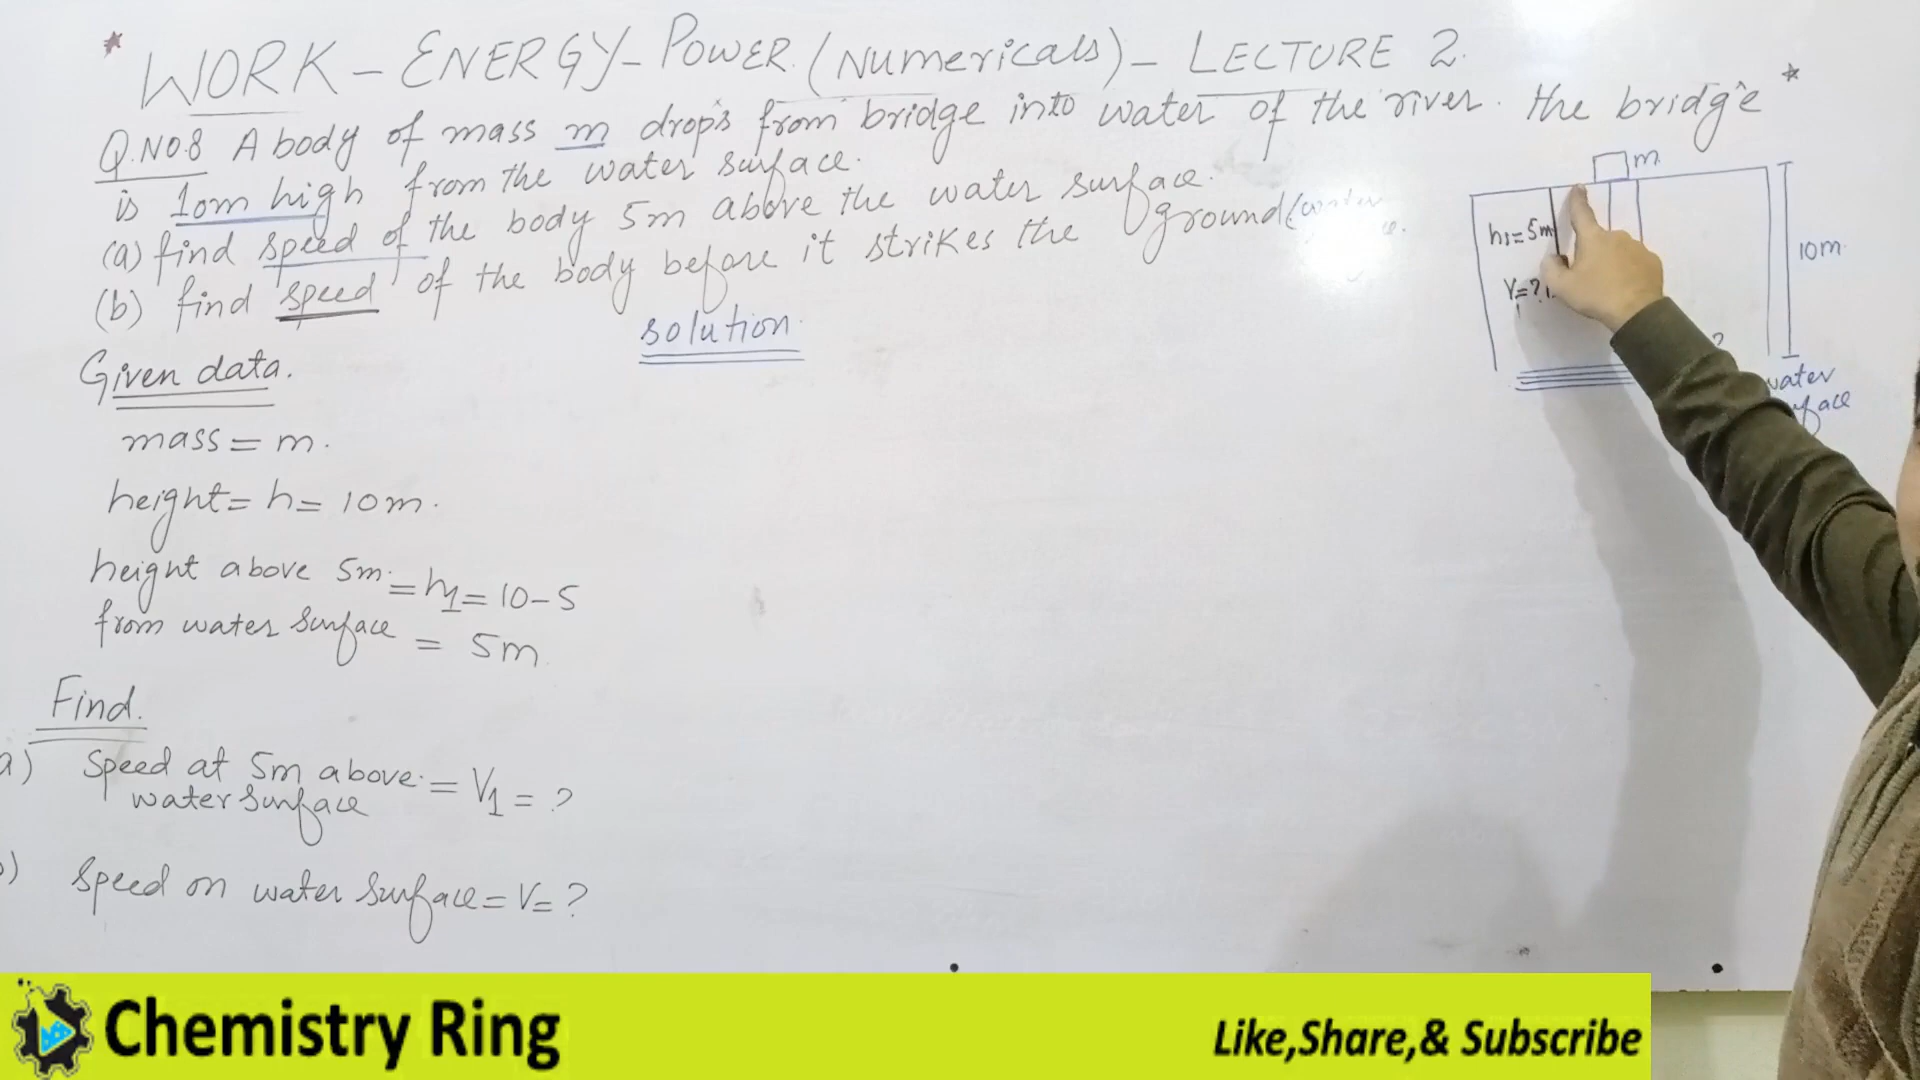 * WORK - ENERGY - POWER (Numericals) - LECTURE 2.
Q.NO.8 A body of mass m drops from bridge into water of the river. the bridge *
is 10m high from the water surface.
(a) find speed of the body 5m above the water surface.
(b) find speed of the body before it strikes the ground (water
solution
m
h1 = 5m
V1 = ?
10m
?
water
Given data.
mass = m.
height = h = 10m.
height above 5m
from water surface
= h1 = 10-5
= 5m
Find.
a) Speed at 5m above
water surface
= V1 = ?
) Speed on water surface = V = ?
Chemistry Ring
Like,Share,& Subscribe